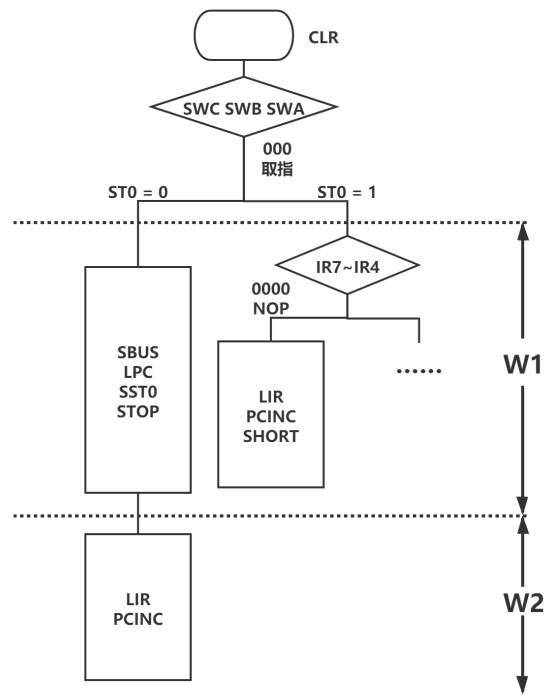 CLR
SWC SWB SWA
000
取指
ST0 = 0
ST0 = 1
IR7~IR4
0000
NOP
SBUS
LPC
SST0
STOP
LIR
PCINC
SHORT
......
W1
LIR
PCINC
W2